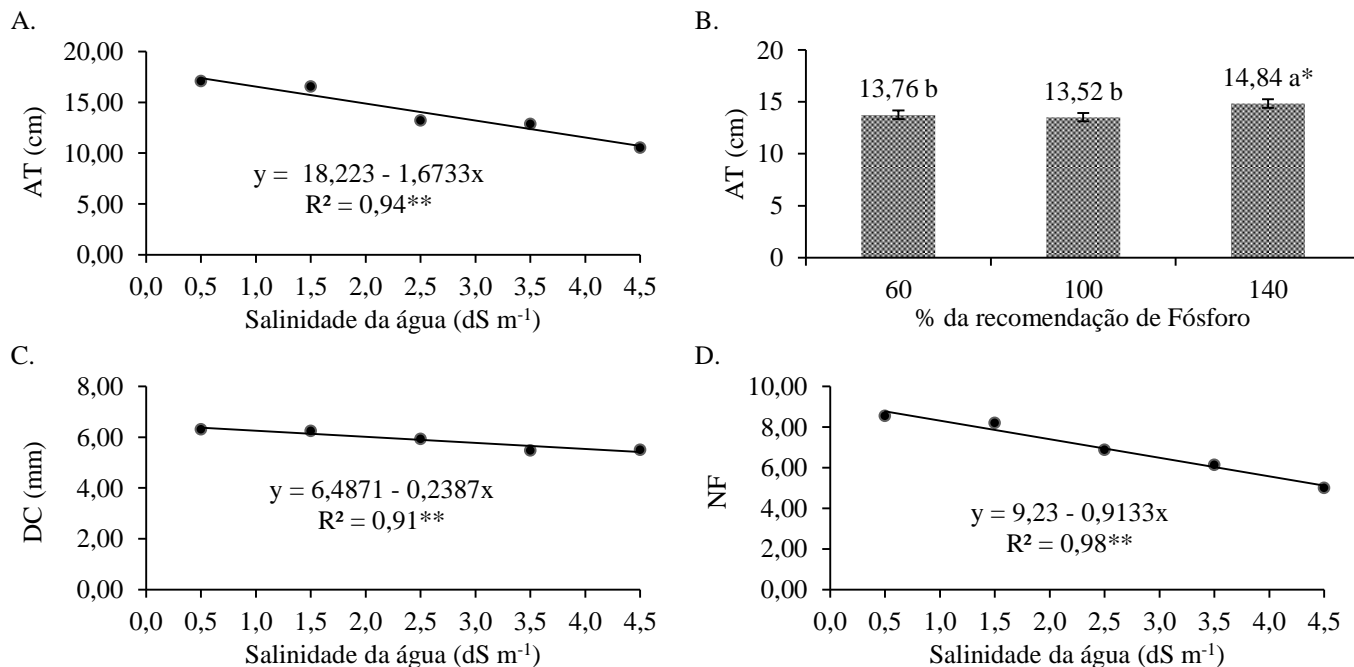 A.
20,00
15,00
10,00
5,00
0,00
AT (cm)
y = 18,223 - 1,6733x
R² = 0,94**
0,0 0,5 1,0 1,5 2,0 2,5 3,0 3,5 4,0 4,5
Salinidade da água (dS m⁻¹)
B.
20
15
10
5
0
AT (cm)
13,76 b 13,52 b 14,84 a*
60 100 140
% da recomendação de Fósforo
C.
8,00
6,00
4,00
2,00
0,00
DC (mm)
y = 6,4871 - 0,2387x
R² = 0,91**
0,0 0,5 1,0 1,5 2,0 2,5 3,0 3,5 4,0 4,5
Salinidade da água (dS m⁻¹)
D.
10,00
8,00
6,00
4,00
2,00
0,00
NF
y = 9,23 - 0,9133x
R² = 0,98**
0,0 0,5 1,0 1,5 2,0 2,5 3,0 3,5 4,0 4,5
Salinidade da água (dS m⁻¹)